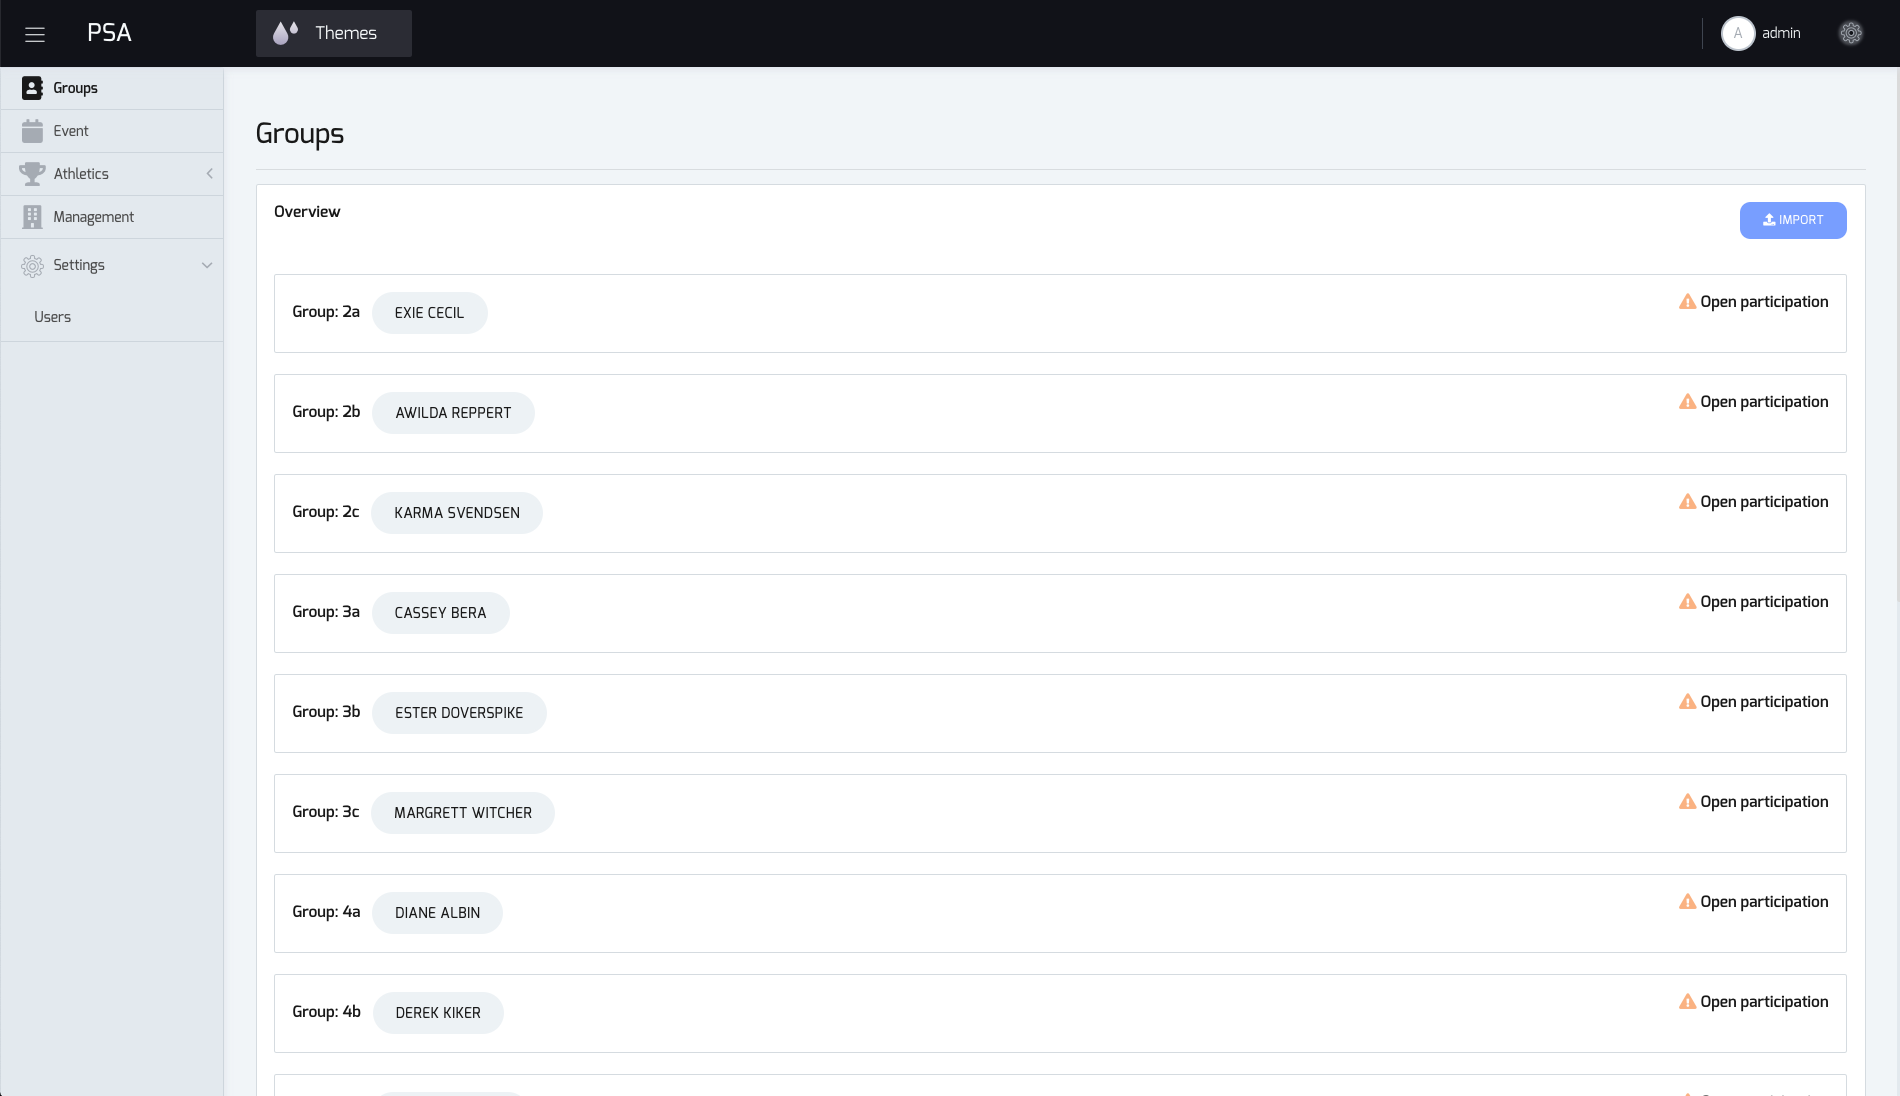 PSA
Themes
A admin
Groups
Event
Athletics
Management
Settings
Users
Groups
Overview
IMPORT
Group: 2a EXIE CECIL Open participation
Group: 2b AWILDA REPPERT Open participation
Group: 2c KARMA SVENDSEN Open participation
Group: 3a CASSEY BERA Open participation
Group: 3b ESTER DOVERSPIKE Open participation
Group: 3c MARGRETT WITCHER Open participation
Group: 4a DIANE ALBIN Open participation
Group: 4b DEREK KIKER Open participation